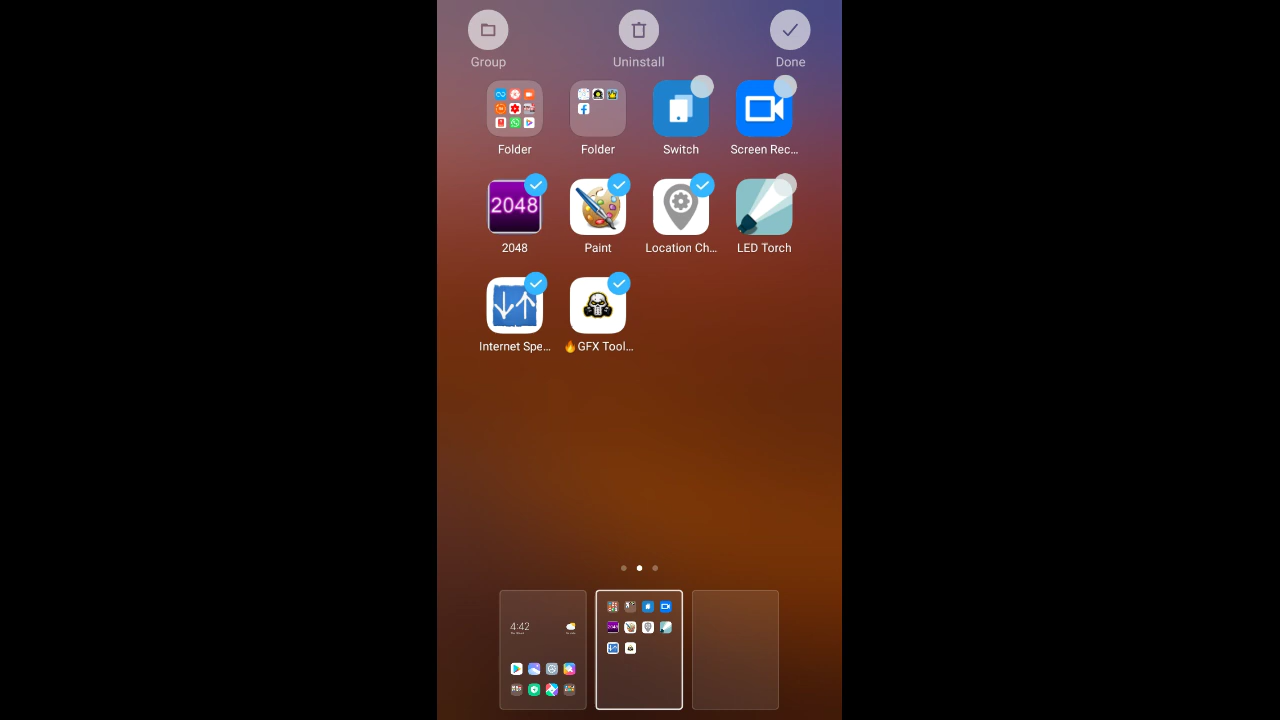 Group Uninstall Done
Folder Folder Switch Screen Rec...
2048
2048 Paint Location Ch... LED Torch
Internet Spe... 🔥GFX Tool...
4:42